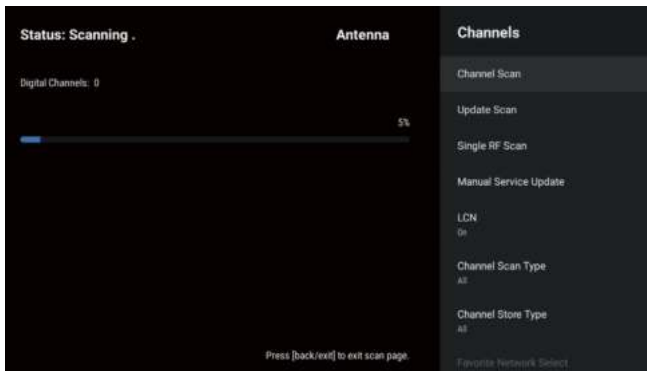 Status: Scanning .
Antenna
Digital Channels: 0
5%
Press [back/exit] to exit scan page.
Channels
Channel Scan
Update Scan
Single RF Scan
Manual Service Update
LCN
On
Channel Scan Type
All
Channel Store Type
All
Favorite Network Select